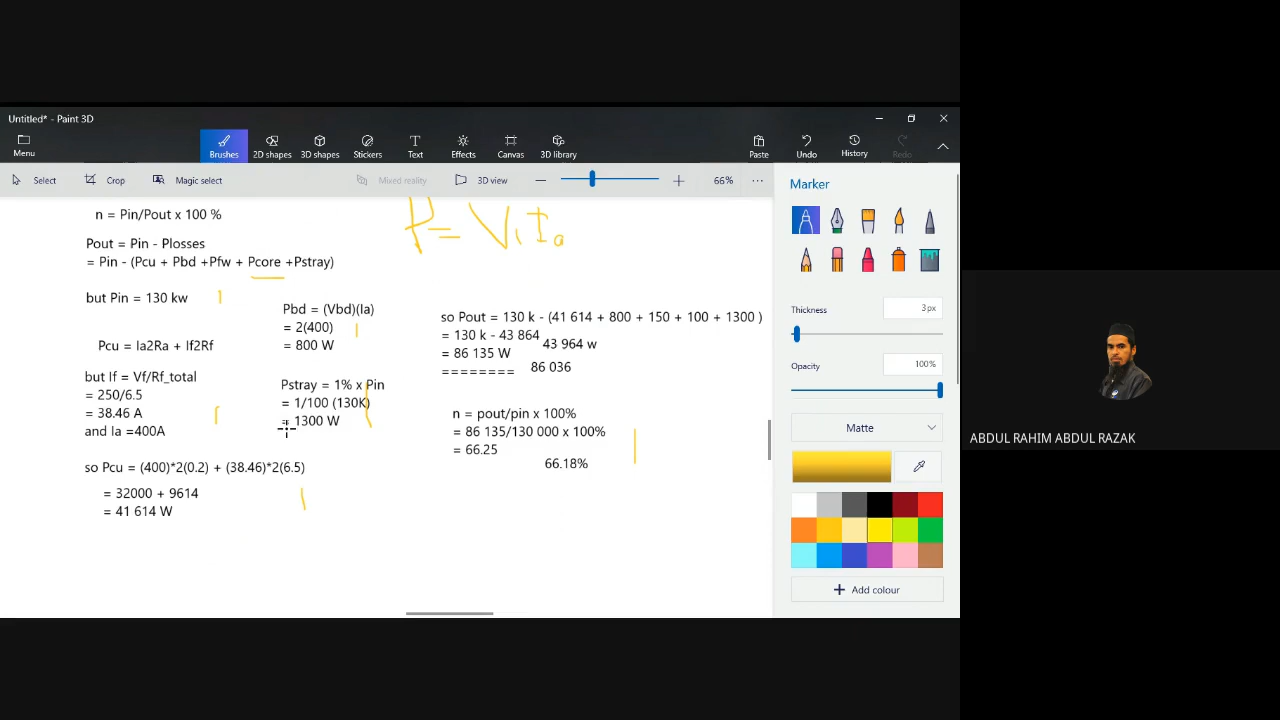 Untitled* - Paint 3D
Menu
Brushes
2D shapes
3D shapes
Stickers
Text
Effects
Canvas
3D library
Paste
Undo
History
Redo
Select
Crop
Magic select
Mixed reality
3D view
66%
n = Pin/Pout x 100 %
Pout = Pin - Plosses
= Pin - (Pcu + Pbd +Pfw + Pcore +Pstray)
but Pin = 130 kw
Pcu = Ia2Ra + If2Rf
but If = Vf/Rf_total
= 250/6.5
= 38.46 A
and Ia =400A
so Pcu = (400)*2(0.2) + (38.46)*2(6.5)
= 32000 + 9614
= 41 614 W
Pbd = (Vbd)(Ia)
= 2(400)
= 800 W
Pstray = 1% x Pin
= 1/100 (130K)
= 1300 W
P = V, Ia
so Pout = 130 k - (41 614 + 800 + 150 + 100 + 1300 )
= 130 k - 43 864
43 964 w
= 86 135 W
86 036
========
n = pout/pin x 100%
= 86 135/130 000 x 100%
= 66.25
66.18%
Marker
Thickness
3px
Opacity
100%
Matte
+ Add colour
ABDUL RAHIM ABDUL RAZAK